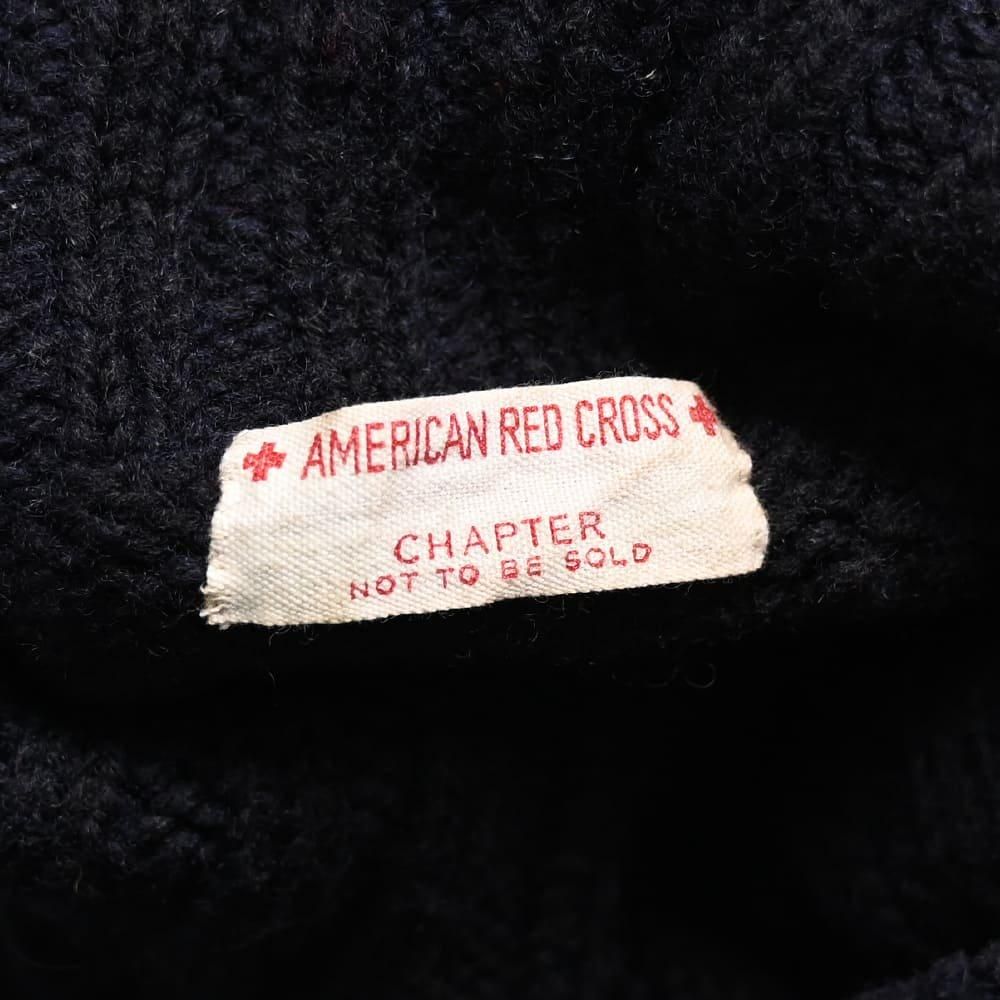 AMERICAN RED CROSS
CHAPTER
NOT TO BE SOLD